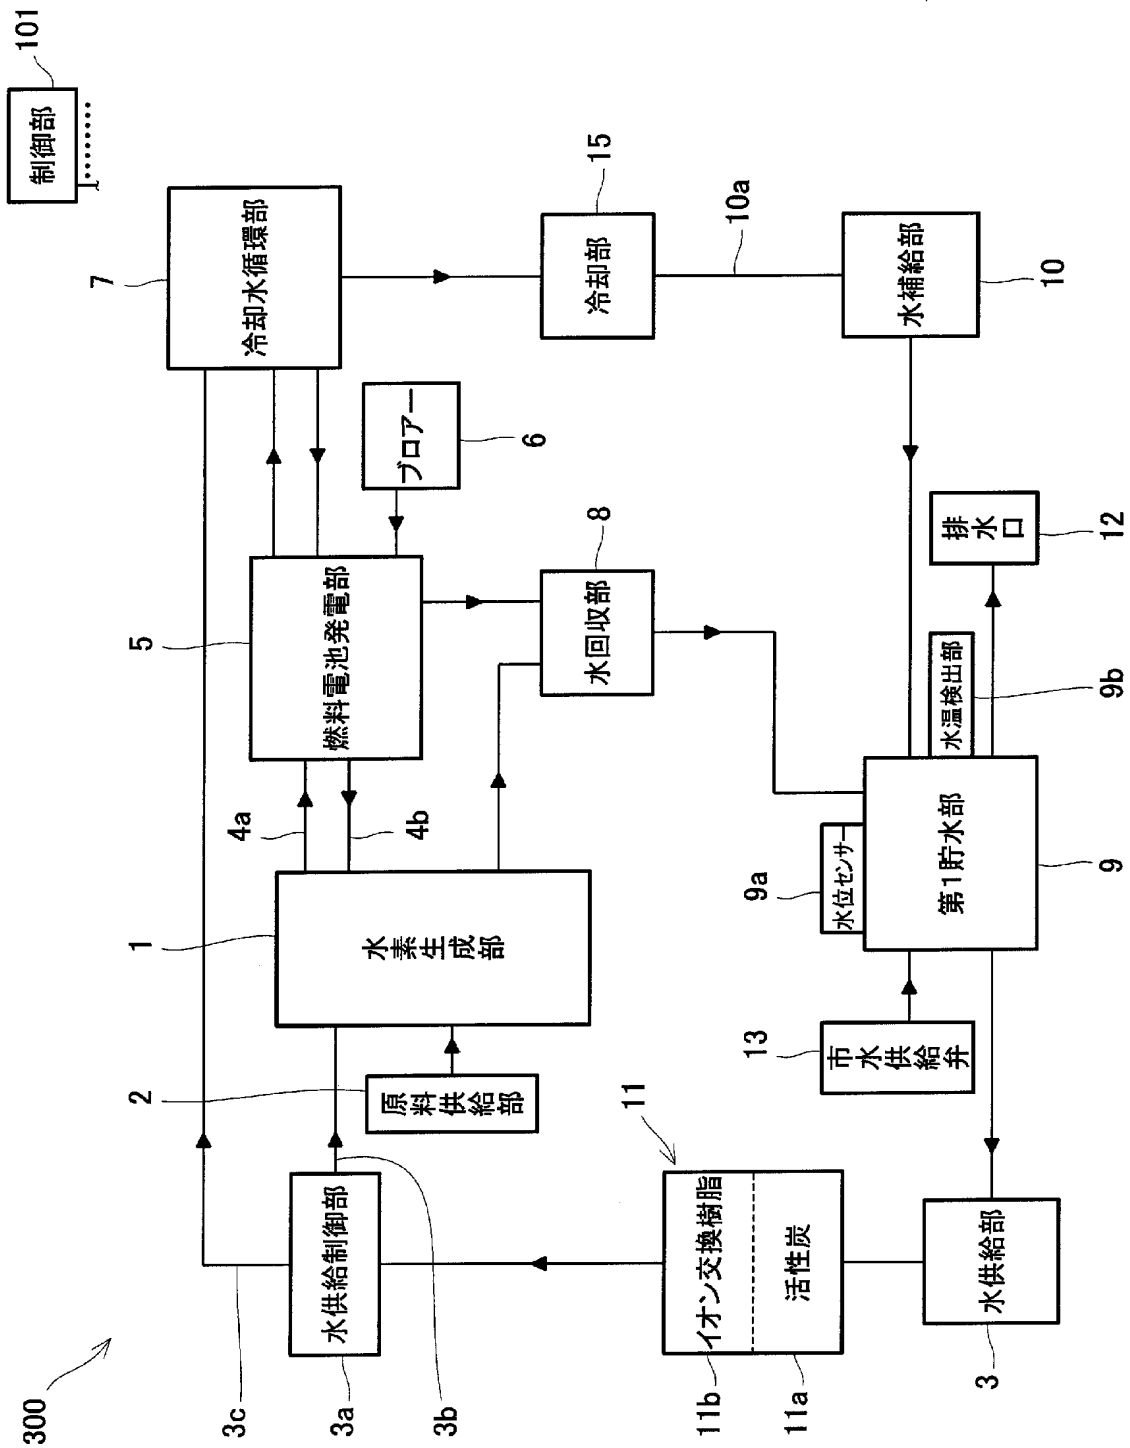 300
制御部
101
3c
水供給制御部
3a
3b
原料供給部
2
水素生成部
1
4a
4b
燃料電池発電部
5
ブロアー
6
冷却水循環部
7
冷却部
15
10a
水補給部
10
水回収部
8
イオン交換樹脂
活性炭
11
11b
11a
水供給部
3
市水供給弁
13
水位センサー
9a
第1貯水部
9
水温検出部
9b
排水口
12